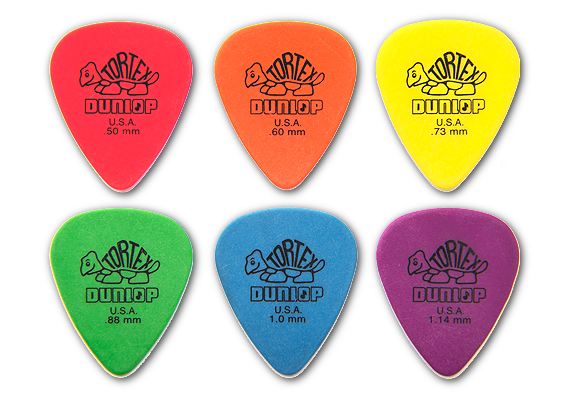 TORTEX
DUNLOP
U.S.A.
.50 mm
TORTEX
DUNLOP
U.S.A.
.60 mm
TORTEX
DUNLOP
U.S.A.
.73 mm
TORTEX
DUNLOP
U.S.A.
.88 mm
TORTEX
DUNLOP
U.S.A.
1.0 mm
TORTEX
DUNLOP
U.S.A.
1.14 mm